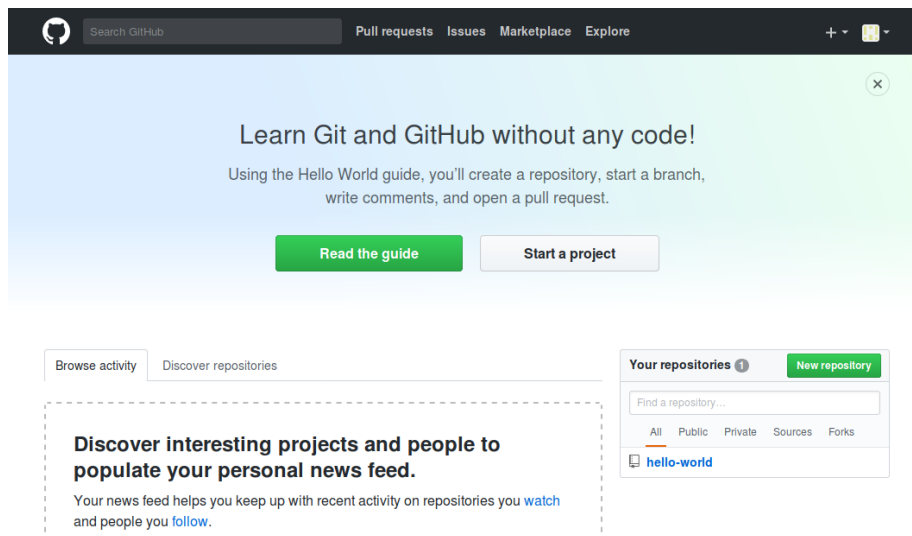 Search GitHub
Pull requests Issues Marketplace Explore
Learn Git and GitHub without any code!
Using the Hello World guide, you’ll create a repository, start a branch,
write comments, and open a pull request.
Read the guide
Start a project
Browse activity
Discover repositories
Discover interesting projects and people to
populate your personal news feed.
Your news feed helps you keep up with recent activity on repositories you watch
and people you follow.
Your repositories 1
New repository
Find a repository…
All Public Private Sources Forks
hello-world